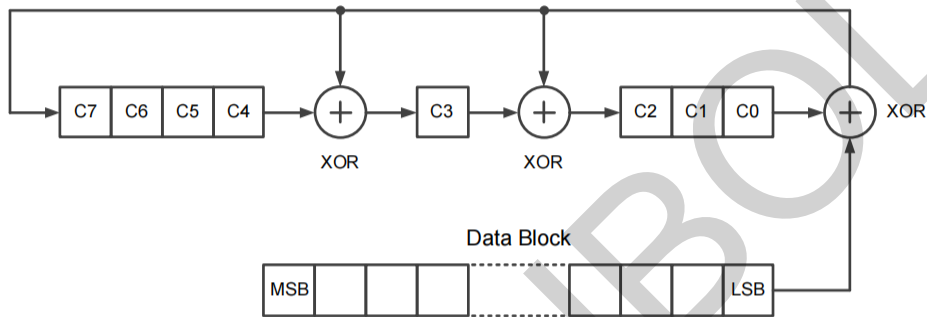 C7 C6 C5 C4 + C3 + C2 C1 C0 + XOR
XOR XOR
Data Block
MSB LSB